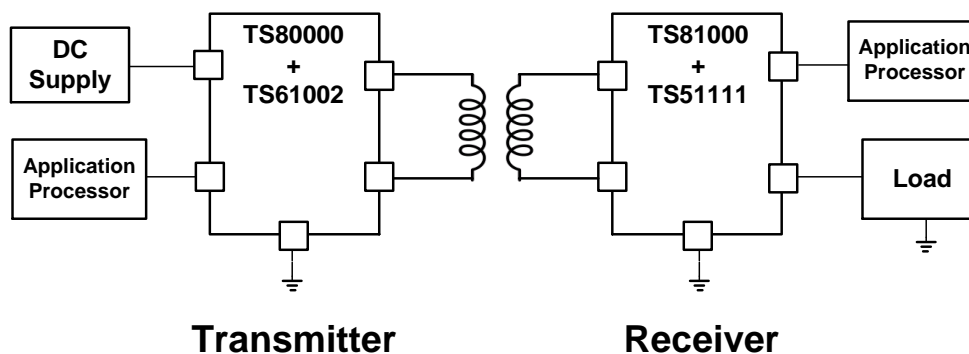 DC
Supply
Application
Processor
TS80000
+
TS61002
TS81000
+
TS51111
Application
Processor
Load
Transmitter
Receiver